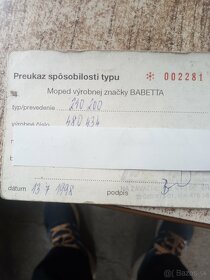 Preukaz spôsobilosti typu * 002281
Moped výrobnej značky BABETTA
typ/prevedenie 210 200
výrobné číslo 480 434
dátum 13 7 1998 podpis
Bazos.sk